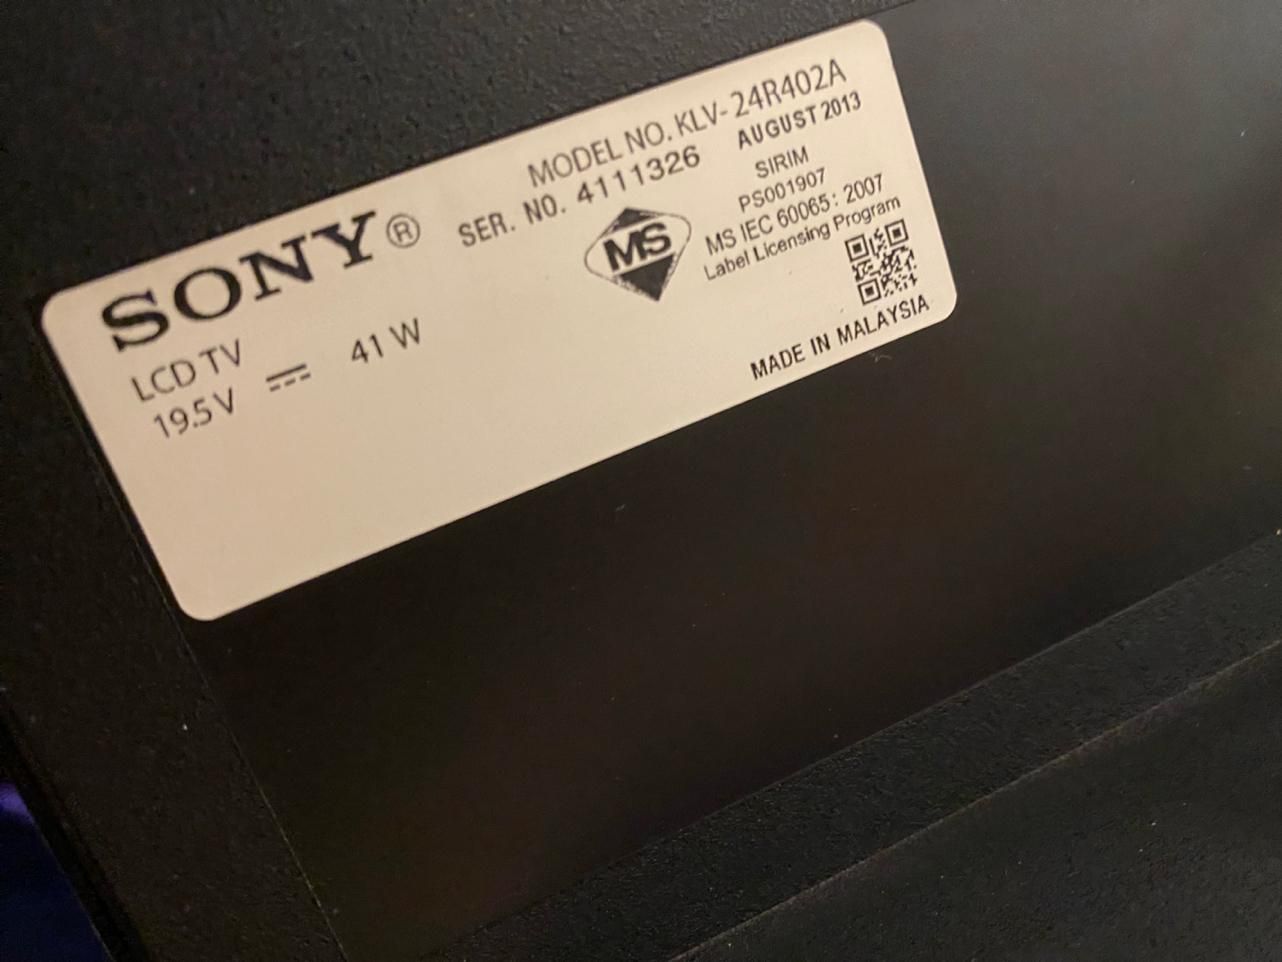 SONY®
LCD TV
19.5V ⎓ 41 W
MODEL NO. KLV-24R402A
SER. NO. 4111326 AUGUST 2013
MS
SIRIM
PS001907
MS IEC 60065: 2007
Label Licensing Program
MADE IN MALAYSIA